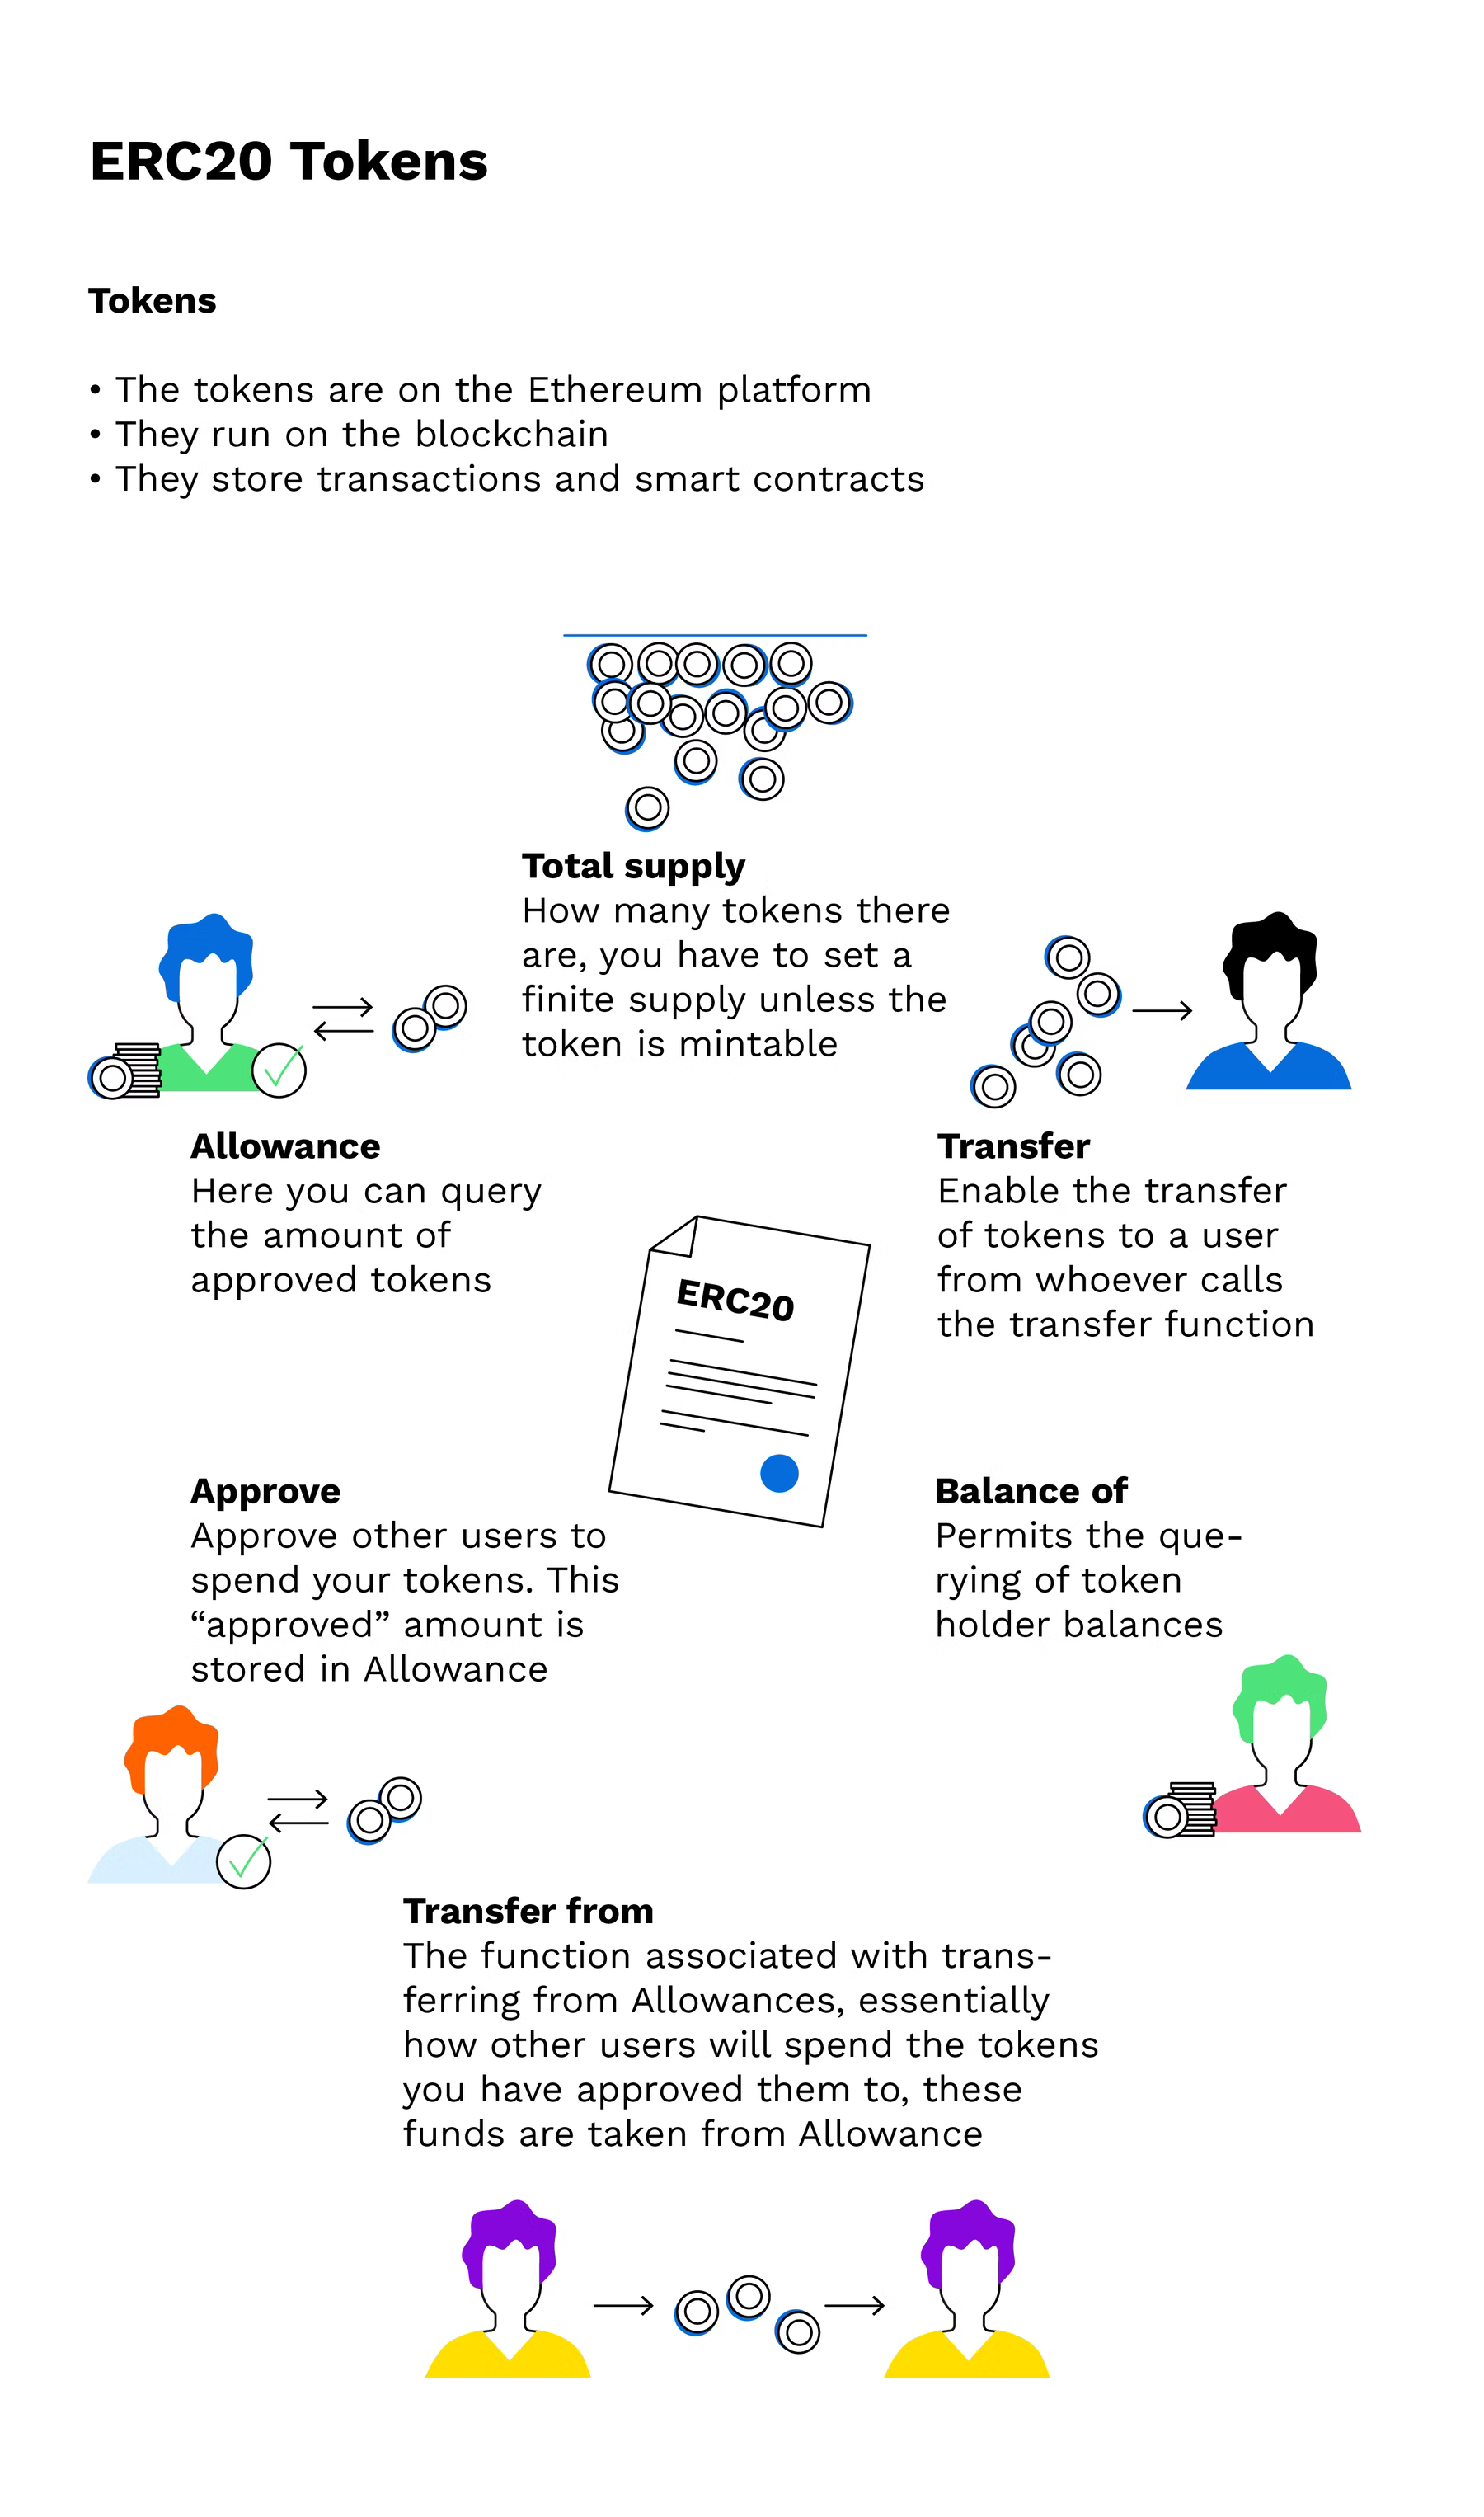 ERC20 Tokens
Tokens
• The tokens are on the Ethereum platform
• They run on the blockchain
• They store transactions and smart contracts
Total supply
How many tokens there
are, you have to set a
finite supply unless the
token is mintable
Allowance
Here you can query
the amount of
approved tokens
Transfer
Enable the transfer
of tokens to a user
from whoever calls
the transfer function
ERC20
Approve
Approve other users to
spend your tokens. This
“approved” amount is
stored in Allowance
Balance of
Permits the que-
rying of token
holder balances
Transfer from
The function associated with trans-
ferring from Allowances, essentially
how other users will spend the tokens
you have approved them to, these
funds are taken from Allowance